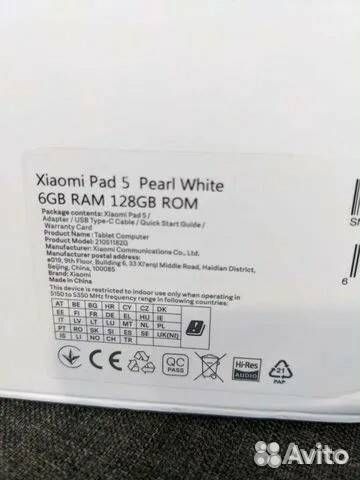 Xiaomi Pad 5 Pearl White
6GB RAM 128GB ROM
Package contents: Xiaomi Pad 5 /
Adapter / USB Type-C Cable / Quick Start Guide /
Warranty Card
Product Name: Tablet Computer
Product Model: 21051182G
Manufacturer: Xiaomi Communications Co., Ltd.
Manufacturer postal address:
#019, 9th Floor, Building 6, 33 Xi'erqi Middle Road, Haidian District,
Beijing, China, 100085
Brand: Xiaomi
Made in China
This device is restricted to indoor use only when operating in
5150 to 5350 MHz frequency range in following countries:
AT BE BG HR CY CZ DK
EE FI FR DE EL HU IE
IT LV LT LU MT NL PL
PT RO SK SI ES SE UK(NI)
IS LI NO CH TR
CE
QC
PASS
Hi-Res
AUDIO
21
PAP
SN
6
Avito